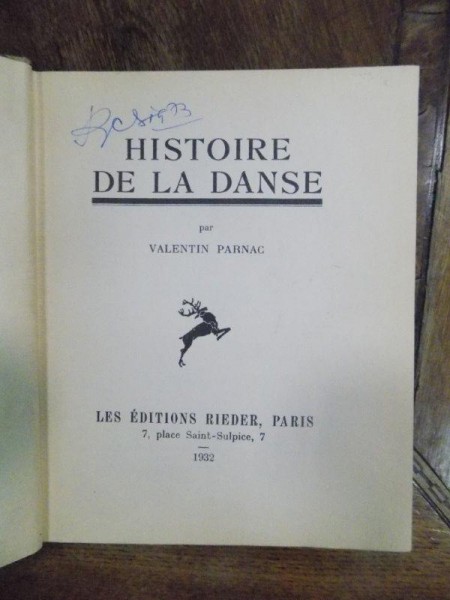 HISTOIRE
DE LA DANSE
par
VALENTIN PARNAC
LES ÉDITIONS RIEDER, PARIS
7, place Saint-Sulpice, 7
1932